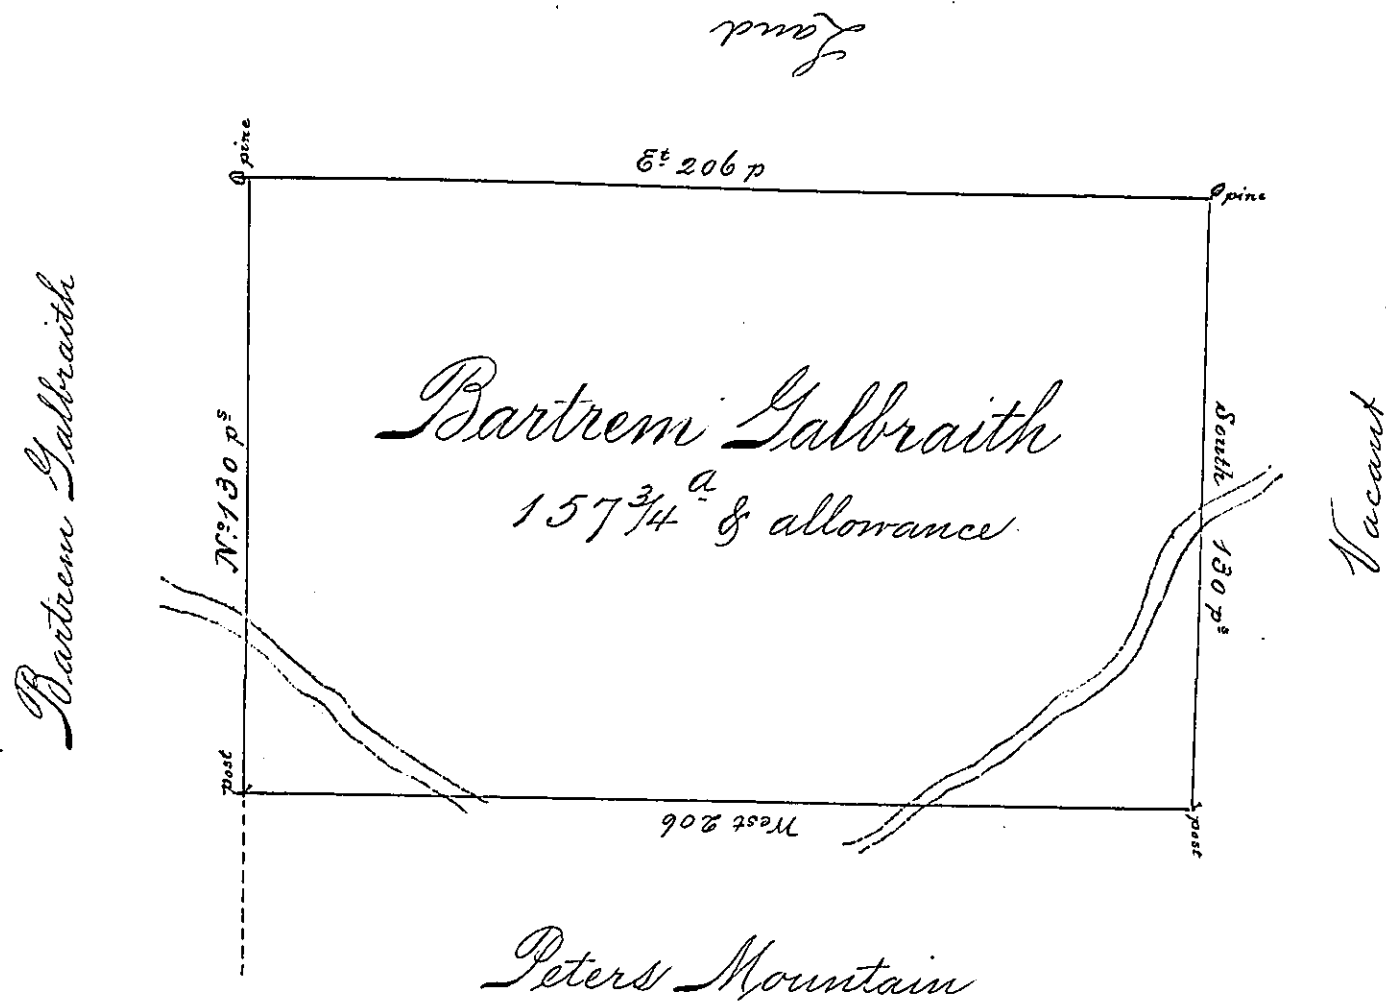 Land
pine
Et 206 p
pine
Bartrem Galbraith
No 130 ps
Bartrem Galbraith
157 3/4 a & allowance
South 130 ps
Vacant
post
West 206
post
Peters Mountain